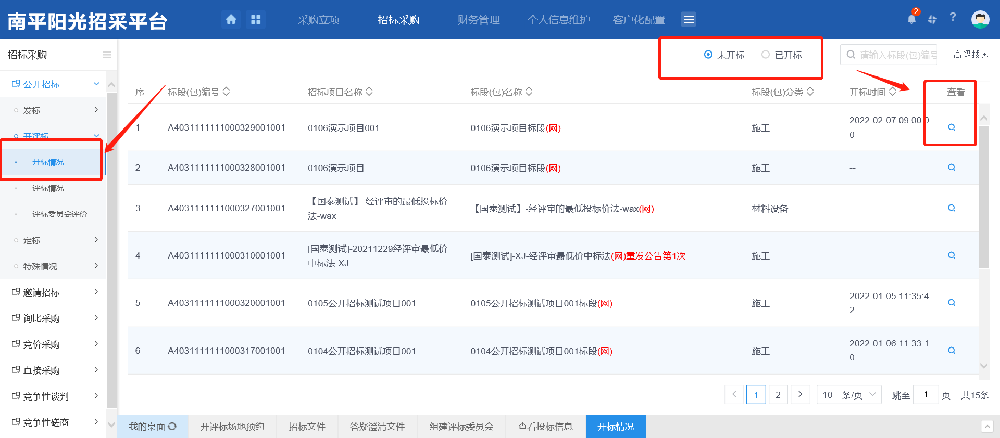 南平阳光招采平台
采购立项 招标采购 财务管理 个人信息维护 客户化配置
2
?
招标采购
未开标 已开标
请输入标段(包)编号
高级搜索
公开招标
发标
开评标
开标情况
评标情况
评标委员会评价
定标
特殊情况
邀请招标
询比采购
竞价采购
直接采购
竞争性谈判
竞争性磋商
序 标段(包)编号 招标项目名称 标段(包)名称 标段(包)分类 开标时间 查看
1 A4031111111000329001001 0106演示项目001 0106演示项目标段(网) 施工 2022-02-07 09:00:0
0
2 A4031111111000328001001 0106演示项目 0106演示项目标段(网) 施工 --
3 A4031111111000327001001 【国泰测试】-经评审的最低投标价
法-wax
【国泰测试】-经评审的最低投标价法-wax(网) 材料设备 --
4 A4031111111000310001001 [国泰测试]-20211229经评审最低价
中标法-XJ
[国泰测试]-XJ-经评审最低价中标法(网)重发公告第1次 施工 --
5 A4031111111000320001001 0105公开招标测试项目001 0105公开招标测试项目001标段(网) 施工 2022-01-05 11:35:4
2
6 A4031111111000317001001 0104公开招标测试项目001 0104公开招标测试项目001标段(网) 施工 2022-01-06 11:33:1
0
1 2 10 条/页 跳至 1 页 共15条
我的桌面 开评标场地预约 招标文件 答疑澄清文件 组建评标委员会 查看投标信息 开标情况